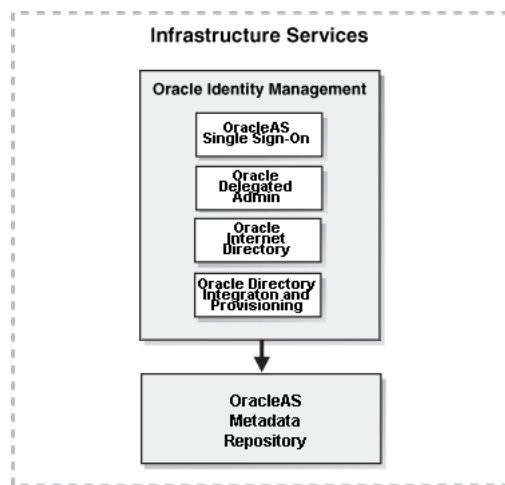 Infrastructure Services
Oracle Identity Management
OracleAS
Single Sign-On
Oracle
Delegated
Admin
Oracle
Internet
Directory
Oracle Directory
Integraton and
Provisioning
OracleAS
Metadata
Repository